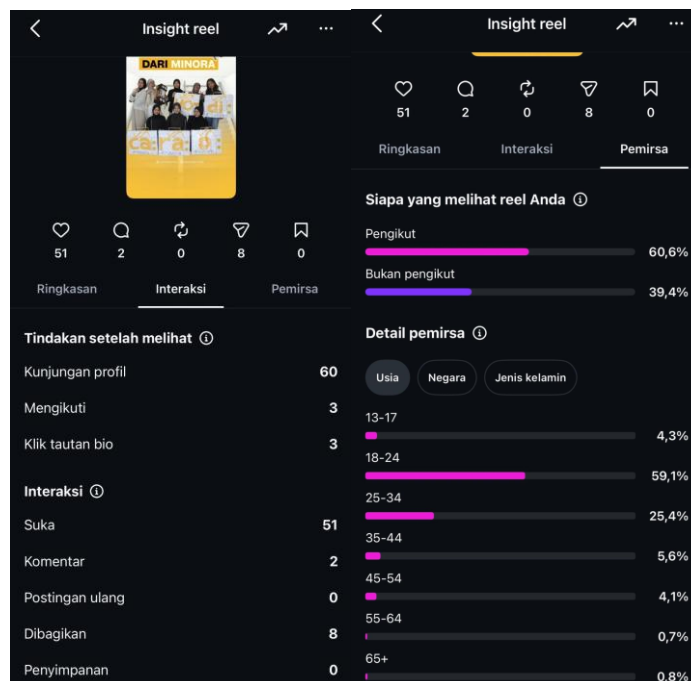 Insight reel
DARI MINORA
ca ra di
51 2 0 8 0
Ringkasan Interaksi Pemirsa
Tindakan setelah melihat
Kunjungan profil 60
Mengikuti 3
Klik tautan bio 3
Interaksi
Suka 51
Komentar 2
Postingan ulang 0
Dibagikan 8
Penyimpanan 0
Insight reel
51 2 0 8 0
Ringkasan Interaksi Pemirsa
Siapa yang melihat reel Anda
Pengikut
60,6%
Bukan pengikut
39,4%
Detail pemirsa
Usia Negara Jenis kelamin
13-17
4,3%
18-24
59,1%
25-34
25,4%
35-44
5,6%
45-54
4,1%
55-64
0,7%
65+
0,8%